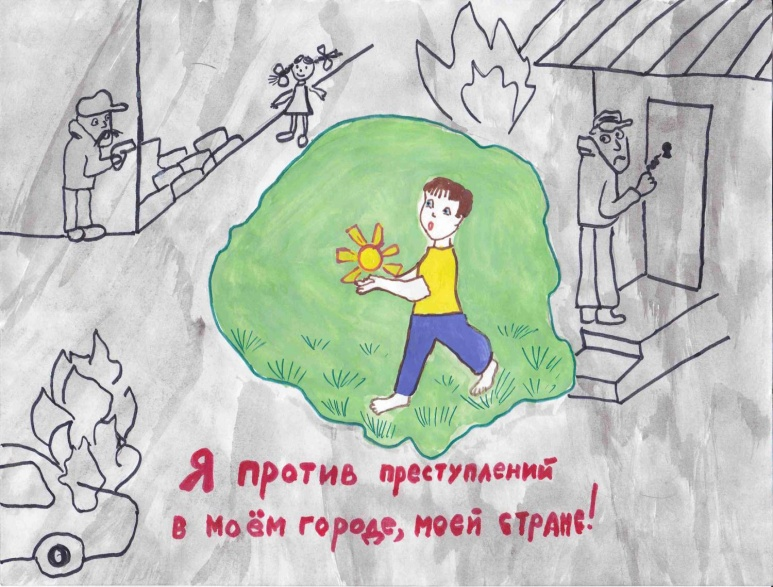 Я против преступлений
в моём городе, моей стране!